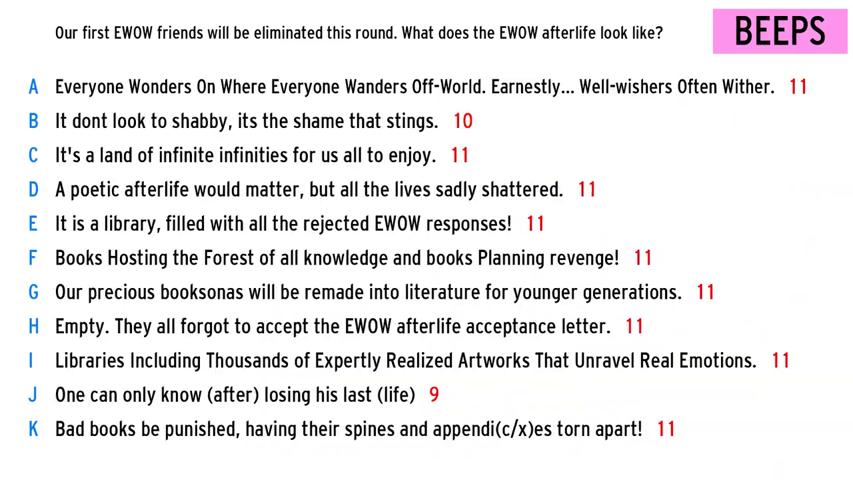 Our first EWOW friends will be eliminated this round. What does the EWOW afterlife look like?
BEEPS
A Everyone Wonders On Where Everyone Wanders Off-World. Earnestly... Well-wishers Often Wither. 11
B It dont look to shabby, its the shame that stings. 10
C It's a land of infinite infinities for us all to enjoy. 11
D A poetic afterlife would matter, but all the lives sadly shattered. 11
E It is a library, filled with all the rejected EWOW responses! 11
F Books Hosting the Forest of all knowledge and books Planning revenge! 11
G Our precious booksonas will be remade into literature for younger generations. 11
H Empty. They all forgot to accept the EWOW afterlife acceptance letter. 11
I Libraries Including Thousands of Expertly Realized Artworks That Unravel Real Emotions. 11
J One can only know (after) losing his last (life) 9
K Bad books be punished, having their spines and appendi(c/x)es torn apart! 11